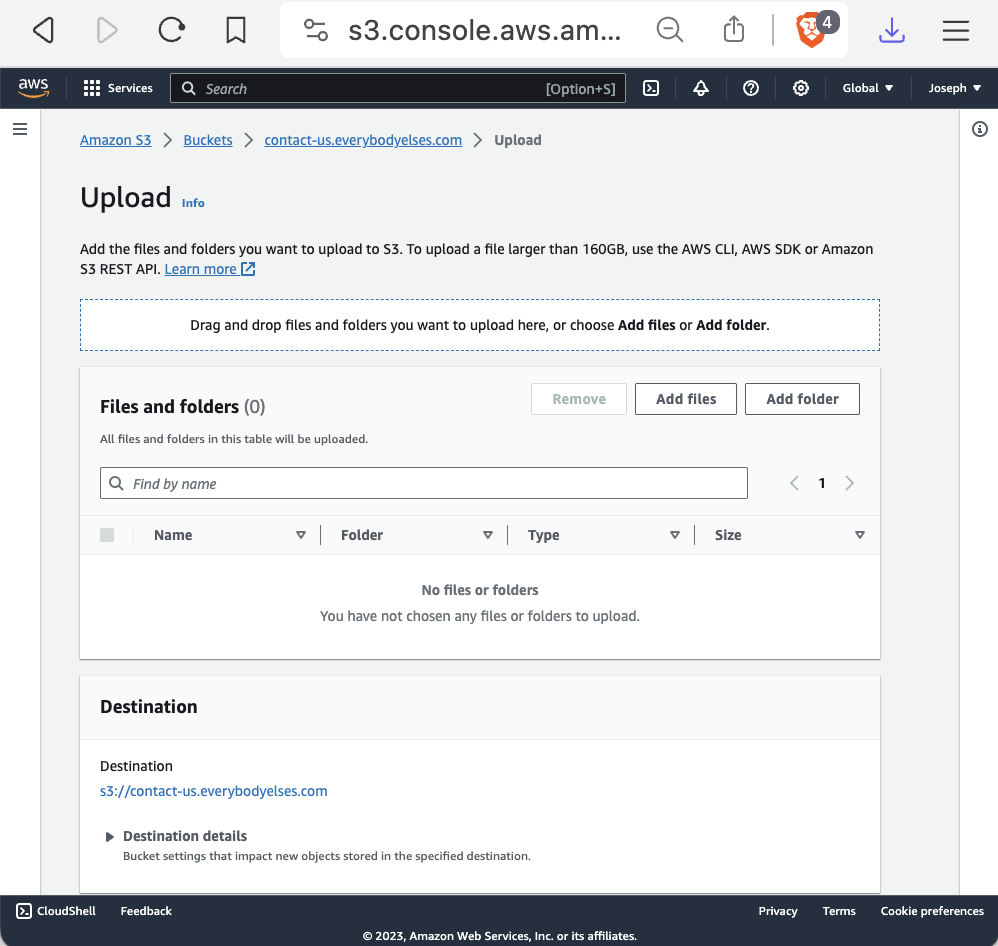 s3.console.aws.am...
4
aws
Services
Search
[Option+S]
Global
Joseph
Amazon S3
Buckets
contact-us.everybodyelses.com
Upload
Upload
Info
Add the files and folders you want to upload to S3. To upload a file larger than 160GB, use the AWS CLI, AWS SDK or Amazon
S3 REST API. Learn more
Drag and drop files and folders you want to upload here, or choose Add files or Add folder.
Files and folders (0)
Remove
Add files
Add folder
All files and folders in this table will be uploaded.
Find by name
1
Name
Folder
Type
Size
No files or folders
You have not chosen any files or folders to upload.
Destination
Destination
s3://contact-us.everybodyelses.com
Destination details
Bucket settings that impact new objects stored in the specified destination.
CloudShell
Feedback
Privacy
Terms
Cookie preferences
© 2023, Amazon Web Services, Inc. or its affiliates.